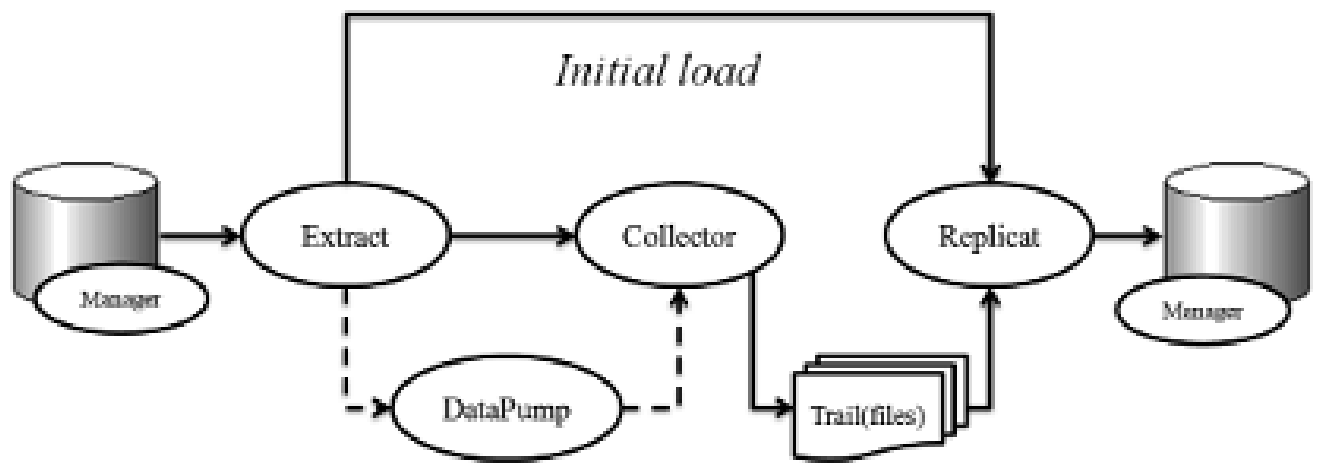 Initial load
Extract
Collector
Replicat
Manager
Manager
DataPump
Trail(files)